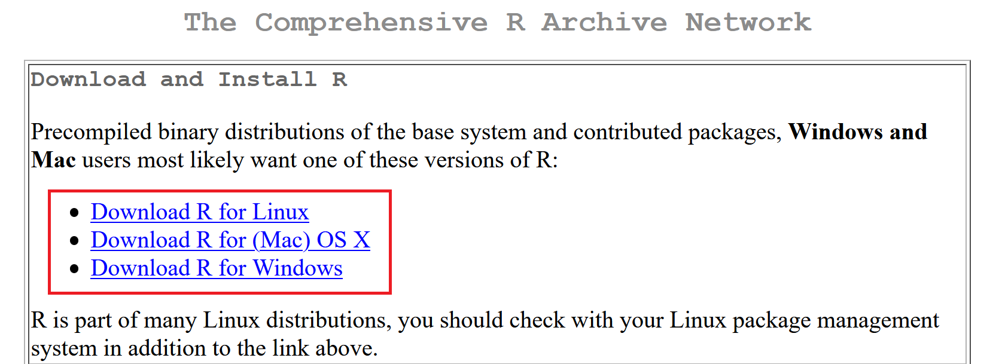 The Comprehensive R Archive Network
Download and Install R
Precompiled binary distributions of the base system and contributed packages, Windows and
Mac users most likely want one of these versions of R:
• Download R for Linux
• Download R for (Mac) OS X
• Download R for Windows
R is part of many Linux distributions, you should check with your Linux package management
system in addition to the link above.